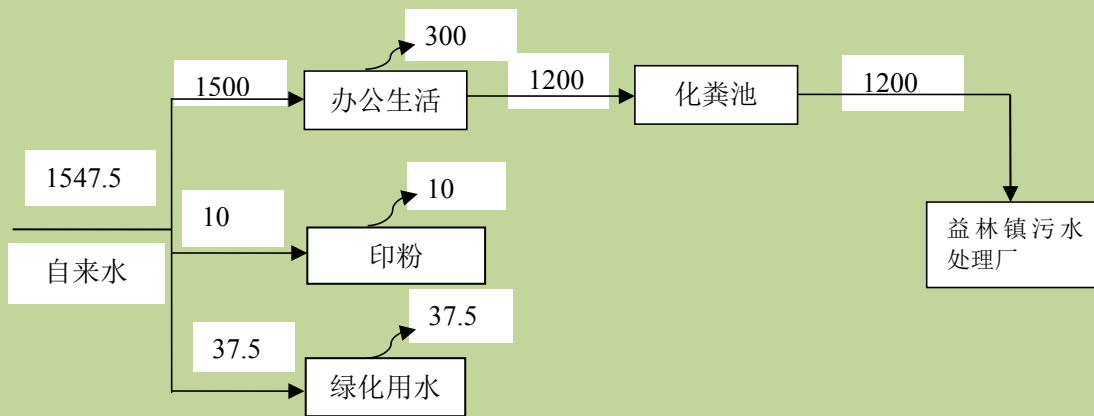 300
1500
办公生活
1200
化粪池
1200
1547.5
自来水
10
10
印粉
益林镇污水
处理厂
37.5
37.5
绿化用水